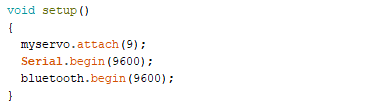 void setup()
{
  myservo.attach(9);
  Serial.begin(9600);
  bluetooth.begin(9600);
}